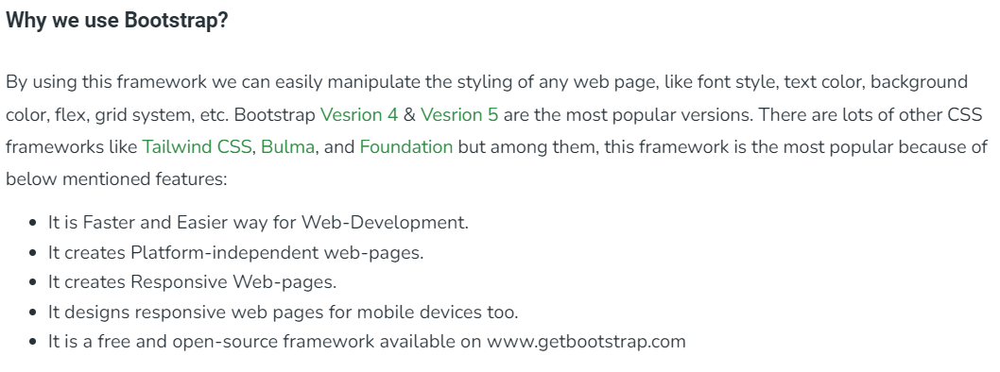 Why we use Bootstrap?
By using this framework we can easily manipulate the styling of any web page, like font style, text color, background
color, flex, grid system, etc. Bootstrap Vesrion 4 & Vesrion 5 are the most popular versions. There are lots of other CSS
frameworks like Tailwind CSS, Bulma, and Foundation but among them, this framework is the most popular because of
below mentioned features:
• It is Faster and Easier way for Web-Development.
• It creates Platform-independent web-pages.
• It creates Responsive Web-pages.
• It designs responsive web pages for mobile devices too.
• It is a free and open-source framework available on www.getbootstrap.com